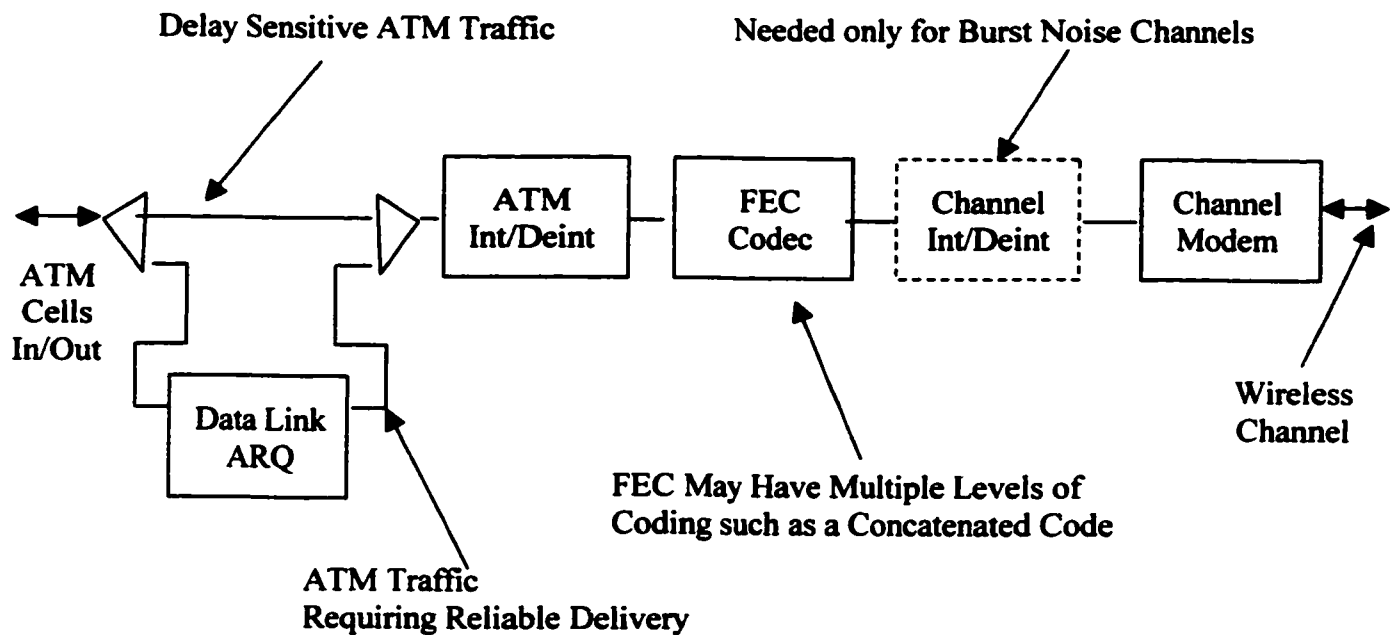 Delay Sensitive ATM Traffic
Needed only for Burst Noise Channels
ATM
Cells
In/Out
Data Link
ARQ
ATM
Int/Deint
FEC
Codec
Channel
Int/Deint
Channel
Modem
Wireless
Channel
FEC May Have Multiple Levels of
Coding such as a Concatenated Code
ATM Traffic
Requiring Reliable Delivery